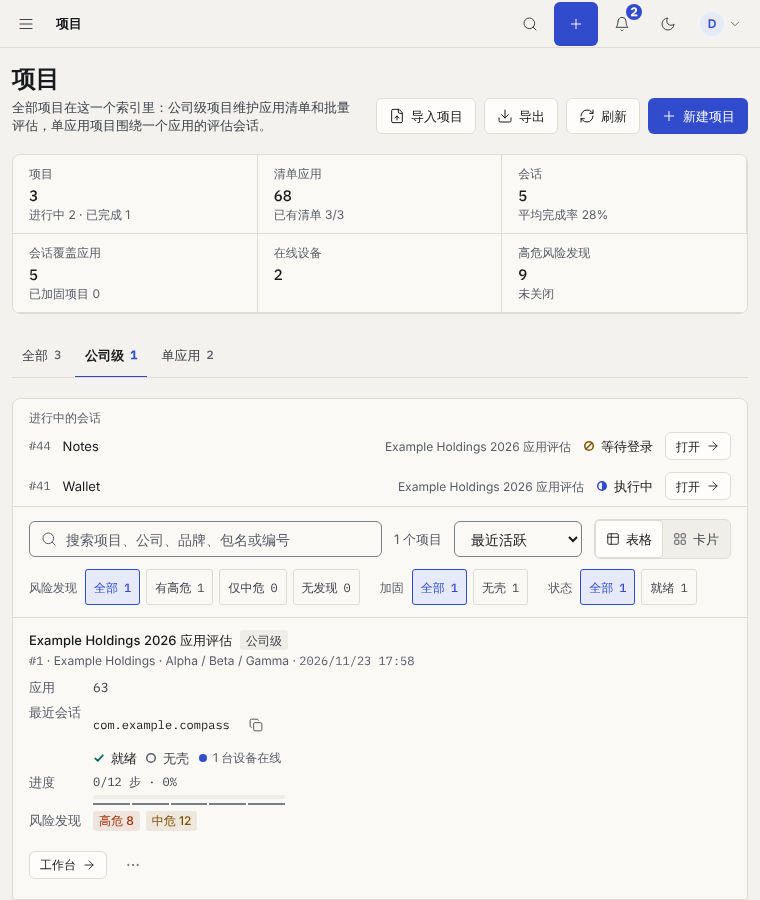 项目
2
D
项目
全部项目在这一个索引里：公司级项目维护应用清单和批量
评估，单应用项目围绕一个应用的评估会话。
导入项目
导出
刷新
新建项目
项目
3
进行中 2 · 已完成 1
清单应用
68
已有清单 3/3
会话
5
平均完成率 28%
会话覆盖应用
5
已加固项目 0
在线设备
2
高危风险发现
9
未关闭
全部 3
公司级 1
单应用 2
进行中的会话
#44 Notes Example Holdings 2026 应用评估 等待登录 打开
#41 Wallet Example Holdings 2026 应用评估 执行中 打开
搜索项目、公司、品牌、包名或编号 1 个项目 最近活跃 表格 卡片
风险发现 全部 1 有高危 1 仅中危 0 无发现 0 加固 全部 1 无壳 1 状态 全部 1 就绪 1
Example Holdings 2026 应用评估 公司级
#1 · Example Holdings · Alpha / Beta / Gamma · 2026/11/23 17:58
应用 63
最近会话
com.example.compass
就绪 无壳 1 台设备在线
进度 0/12 步 · 0%
风险发现 高危 8 中危 12
工作台